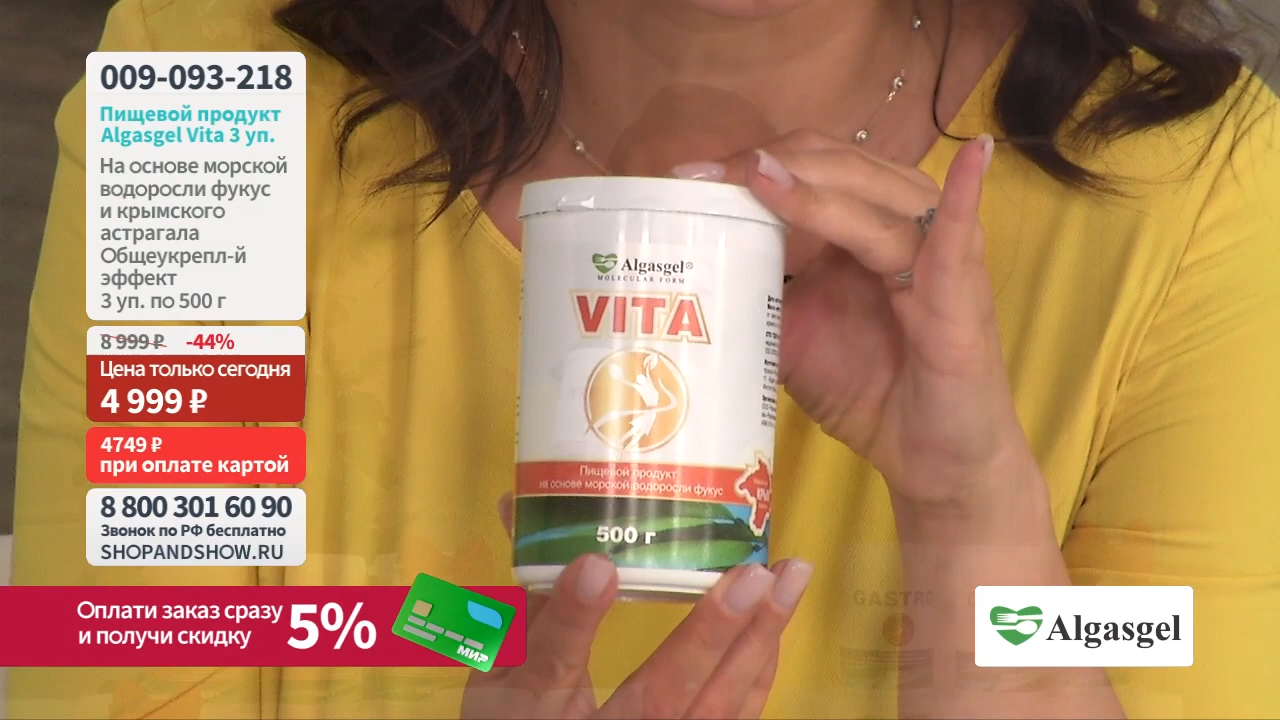 009-093-218
Пищевой продукт
Algasgel Vita 3 уп.
На основе морской
водоросли фукус
и крымского
астрагала
Общеукрепл-й
эффект
3 уп. по 500 г
8 999 ₽ -44%
Цена только сегодня
4 999 ₽
4749 ₽
при оплате картой
8 800 301 60 90
Звонок по РФ бесплатно
SHOPANDSHOW.RU
Оплати заказ сразу
и получи скидку
5%
МИР
Algasgel®
MOLECULAR FORM
VITA
Пищевой продукт
на основе морской водоросли фукус
500 г
GASTRO
Algasgel